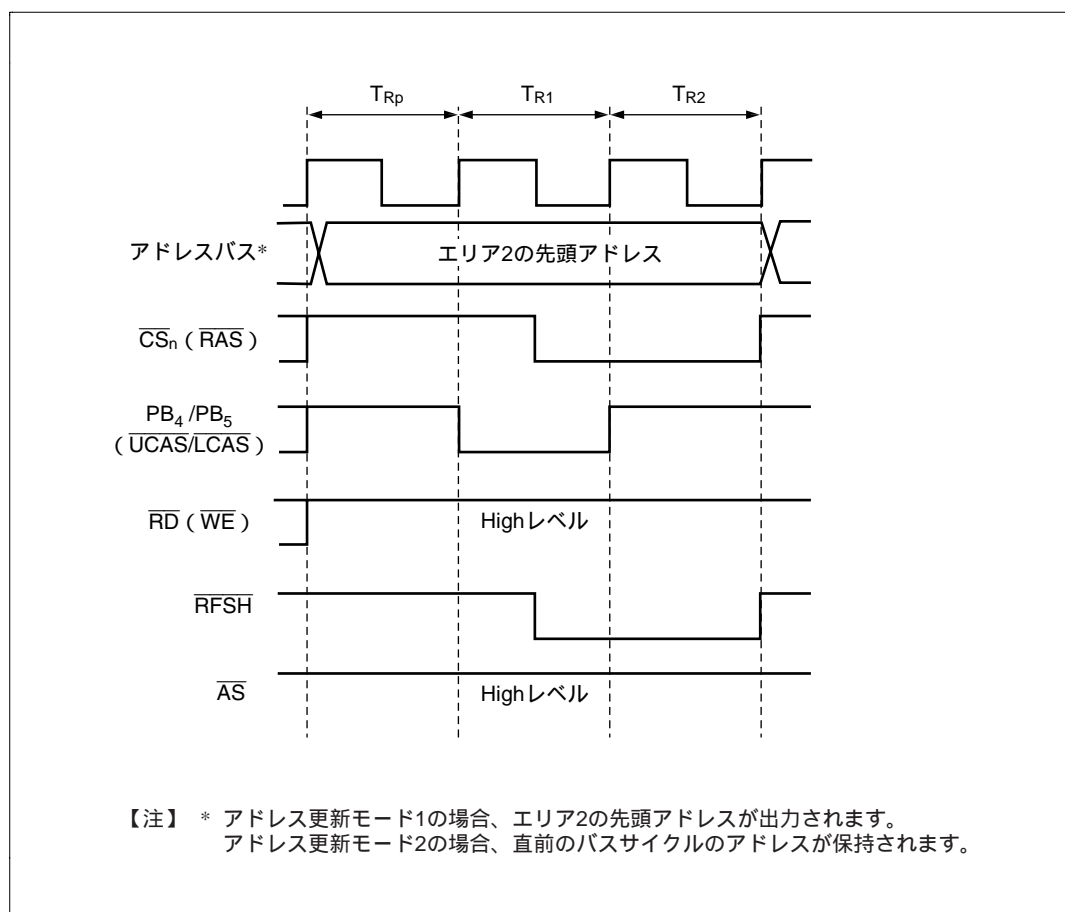 TRp TR1 TR2
アドレスバス* エリア2の先頭アドレス
CSn(RAS)
PB4/PB5
(UCAS/LCAS)
RD(WE) Highレベル
RFSH
AS Highレベル
【注】 * アドレス更新モード1の場合、エリア2の先頭アドレスが出力されます。
アドレス更新モード2の場合、直前のバスサイクルのアドレスが保持されます。